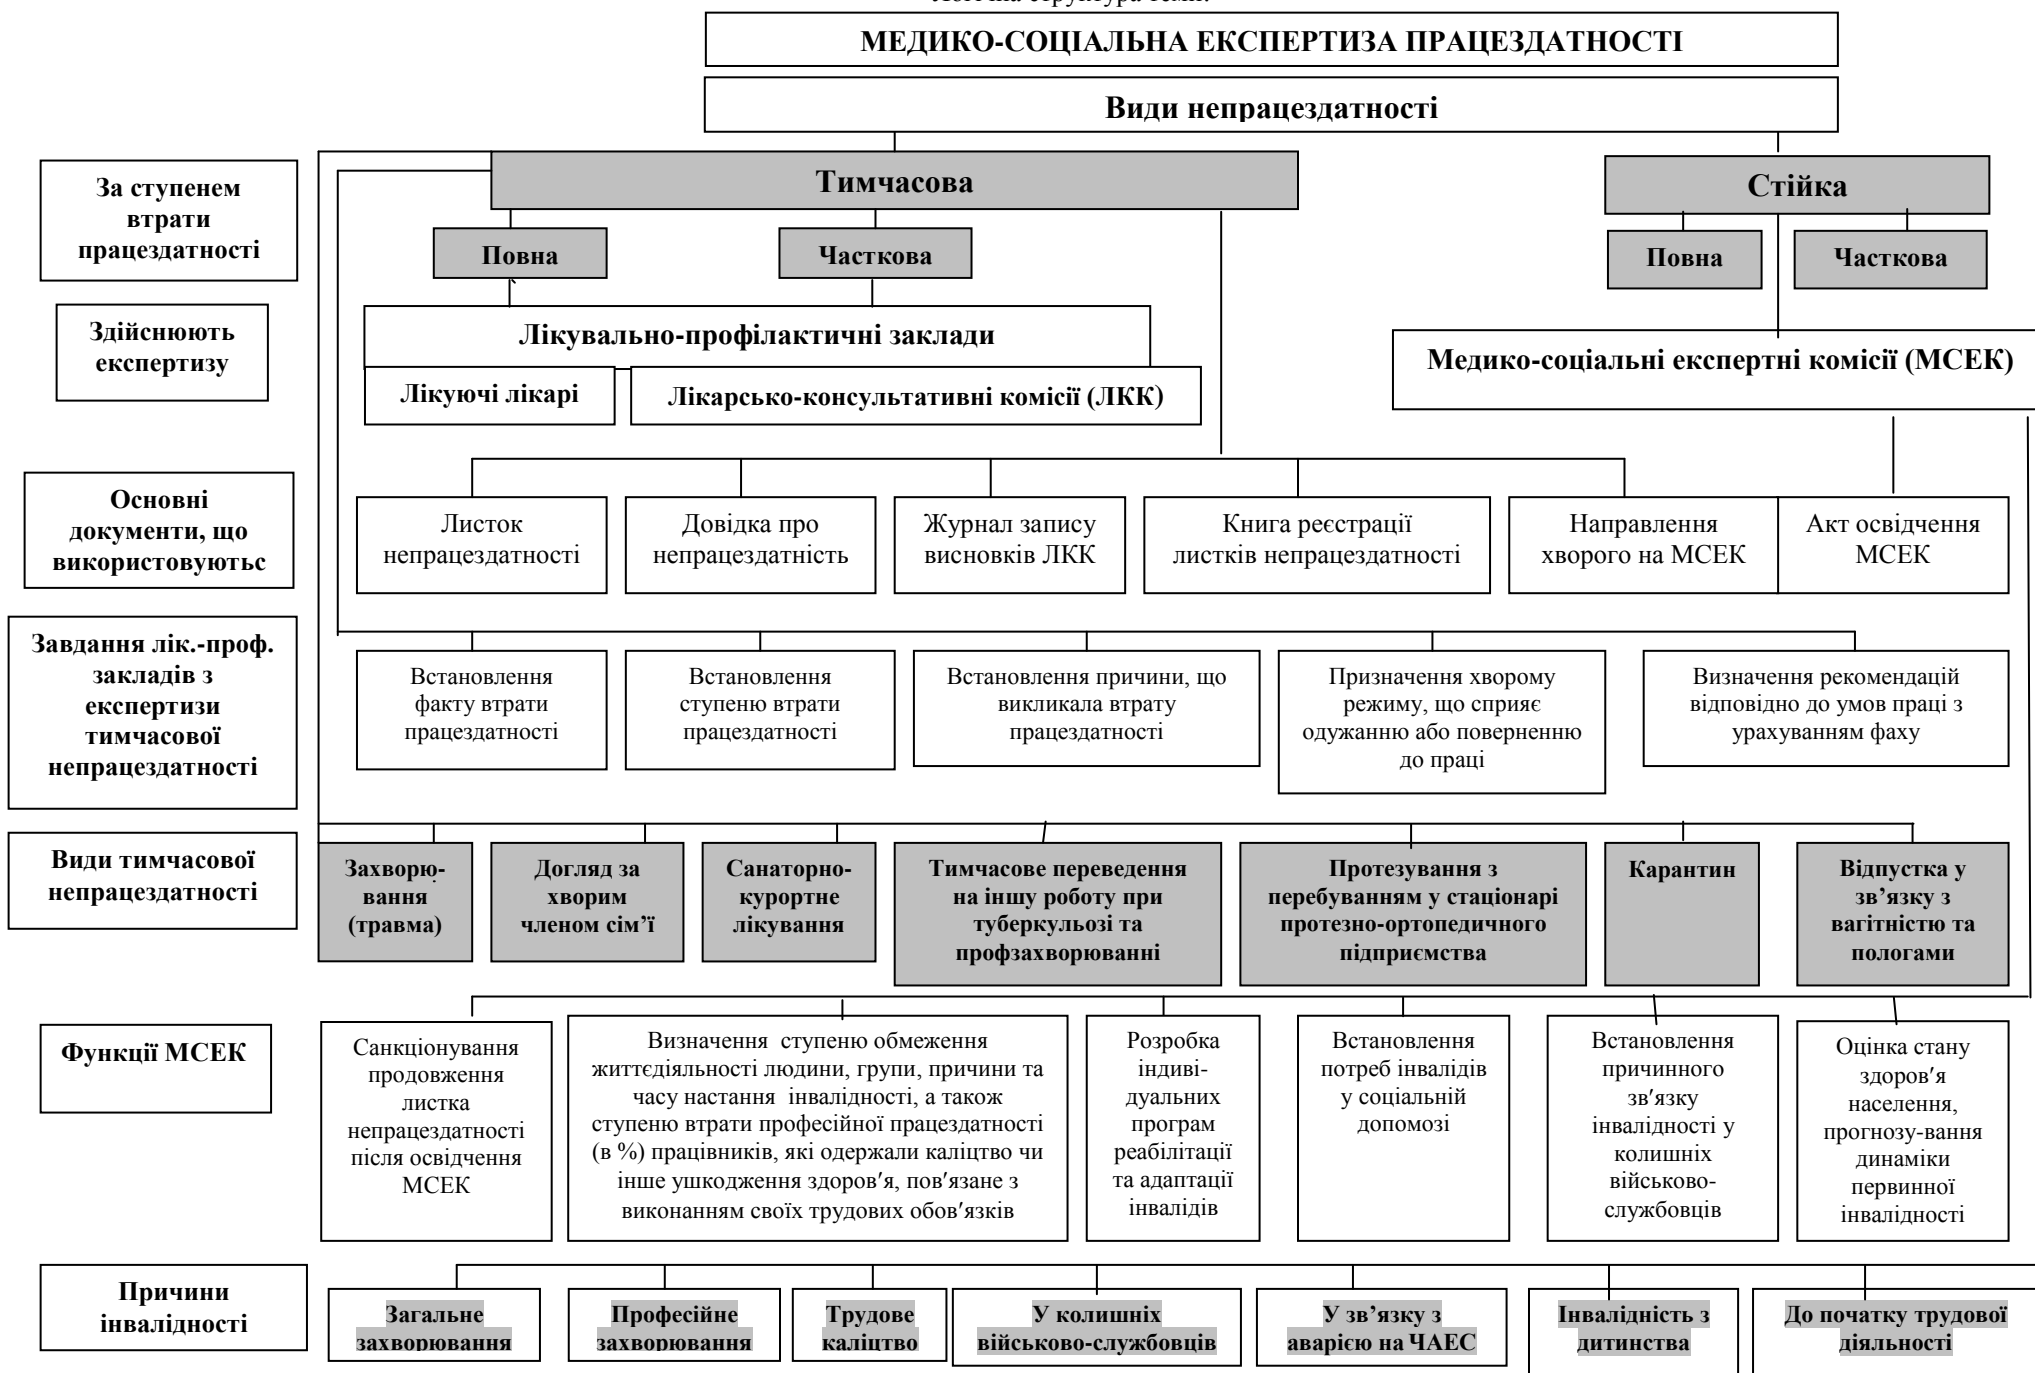 МЕДИКО-СОЦІАЛЬНА ЕКСПЕРТИЗА ПРАЦЕЗДАТНОСТІ
Види непрацездатності
За ступенем
втрати
працездатності
Тимчасова
Стійка
Повна
Часткова
Повна
Часткова
Здійснюють
експертизу
Лікувально-профілактичні заклади
Лікуючі лікарі
Лікарсько-консультативні комісії (ЛКК)
Медико-соціальні експертні комісії (МСЕК)
Основні
документи, що
використовуютьс
Листок
непрацездатності
Довідка про
непрацездатність
Журнал запису
висновків ЛКК
Книга реєстрації
листків непрацездатності
Направлення
хворого на МСЕК
Акт освідчення
МСЕК
Завдання лік.-проф.
закладів з
експертизи
тимчасової
непрацездатності
Встановлення
факту втрати
працездатності
Встановлення
ступеню втрати
працездатності
Встановлення причини, що
викликала втрату
працездатності
Призначення хворому
режиму, що сприяє
одужанню або поверненню
до праці
Визначення рекомендацій
відповідно до умов праці з
урахуванням фаху
Види тимчасової
непрацездатності
Захворю-
вання
(травма)
Догляд за
хворим
членом сім’ї
Санаторно-
курортне
лікування
Тимчасове переведення
на іншу роботу при
туберкульозі та
профзахворюванні
Протезування з
перебуванням у стаціонарі
протезно-ортопедичного
підприємства
Карантин
Відпустка у
зв’язку з
вагітністю та
пологами
Функції МСЕК
Санкціонування
продовження
листка
непрацездатності
після освідчення
МСЕК
Визначення ступеню обмеження
життєдіяльності людини, групи, причини та
часу настання інвалідності, а також
ступеню втрати професійної працездатності
(в %) працівників, які одержали каліцтво чи
інше ушкодження здоров′я, пов′язане з
виконанням своїх трудових обов′язків
Розробка
індиві-
дуальних
програм
реабілітації
та адаптації
інвалідів
Встановлення
потреб інвалідів
у соціальній
допомозі
Встановлення
причинного
зв′язку
інвалідності у
колишніх
військово-
службовців
Оцінка стану
здоров′я
населення,
прогнозу-вання
динаміки
первинної
інвалідності
Причини
інвалідності
Загальне
захворювання
Професійне
захворювання
Трудове
каліцтво
У колишніх
військово-службовців
У зв’язку з
аварією на ЧАЕС
Інвалідність з
дитинства
До початку трудової
діяльності